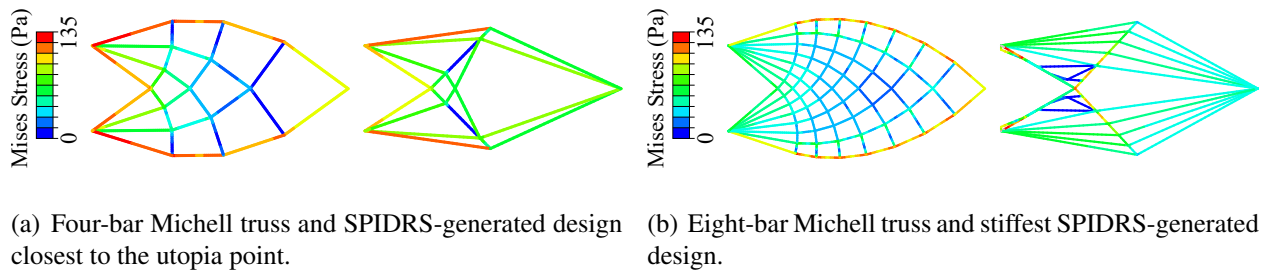 Mises Stress (Pa)
135
0
Mises Stress (Pa)
135
0
(a) Four-bar Michell truss and SPIDRS-generated design
closest to the utopia point.
(b) Eight-bar Michell truss and stiffest SPIDRS-generated
design.